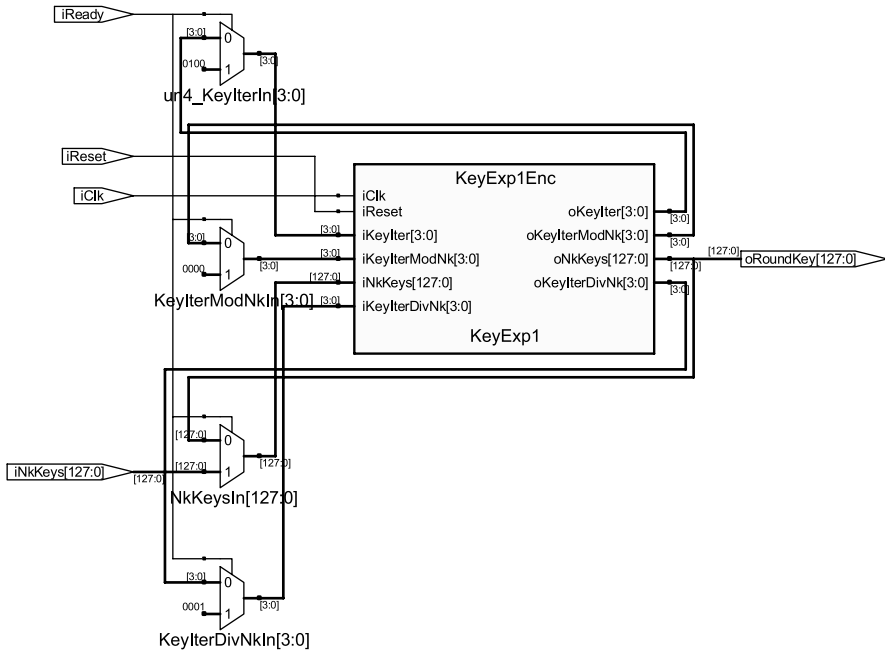 iReady
[3:0]
0
[3:0]
0100
1
un4_KeyIterIn[3:0]
iReset
iClk
KeyExp1Enc
iClk
iReset
iKeyIter[3:0]
iKeyIterModNk[3:0]
iNkKeys[127:0]
iKeyIterDivNk[3:0]
oKeyIter[3:0]
oKeyIterModNk[3:0]
oNkKeys[127:0]
oKeyIterDivNk[3:0]
KeyExp1
[3:0]
[3:0]
[127:0]
[3:0]
[3:0]
[3:0]
[127:0]
[3:0]
[127:0]
oRoundKey[127:0]
[3:0]
0
[3:0]
0000
1
KeyIterModNkIn[3:0]
[127:0]
0
[127:0]
[127:0]
1
iNkKeys[127:0]
[127:0]
NkKeysIn[127:0]
[3:0]
0
[3:0]
0001
1
KeyIterDivNkIn[3:0]